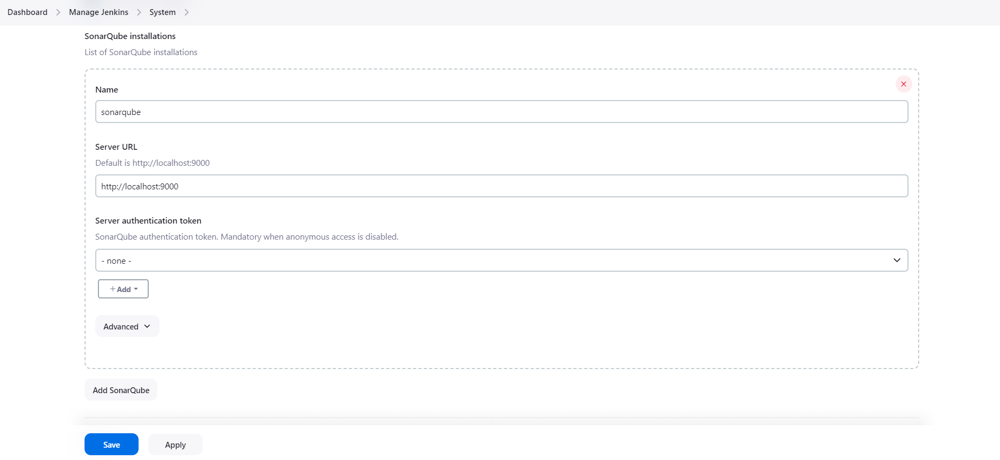 Dashboard > Manage Jenkins > System >
SonarQube installations
List of SonarQube installations
Name
sonarqube
Server URL
Default is http://localhost:9000
http://localhost:9000
Server authentication token
SonarQube authentication token. Mandatory when anonymous access is disabled.
- none -
+ Add
Advanced
Add SonarQube
Save Apply